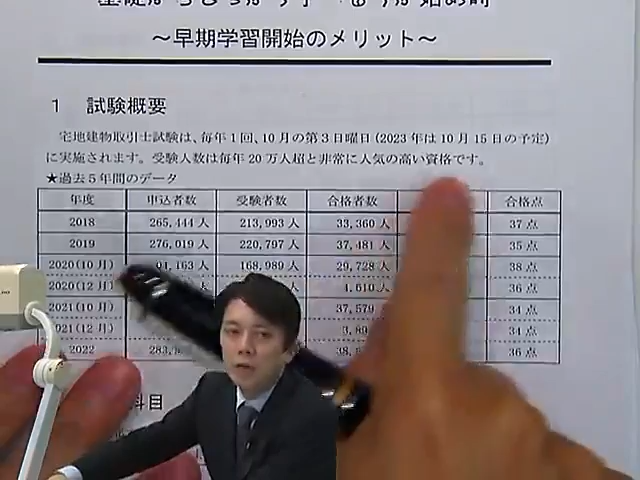 ～早期学習開始のメリット～
1 試験概要
宅地建物取引士試験は、毎年1回、10月の第3日曜日(2023年は10月15日の予定)
に実施されます。受験人数は毎年20万人超と非常に人気の高い資格です。
★過去5年間のデータ
年度 申込者数 受験者数 合格者数 合格点
2018 265,444人 213,993人 33,360人 37点
2019 276,019人 220,797人 37,481人 35点
2020(10月) 168,989人 29,728人 38点
4,610人 36点
2021(10月) 37,579 34点
2021(12月) 34点
2022 36点
科目